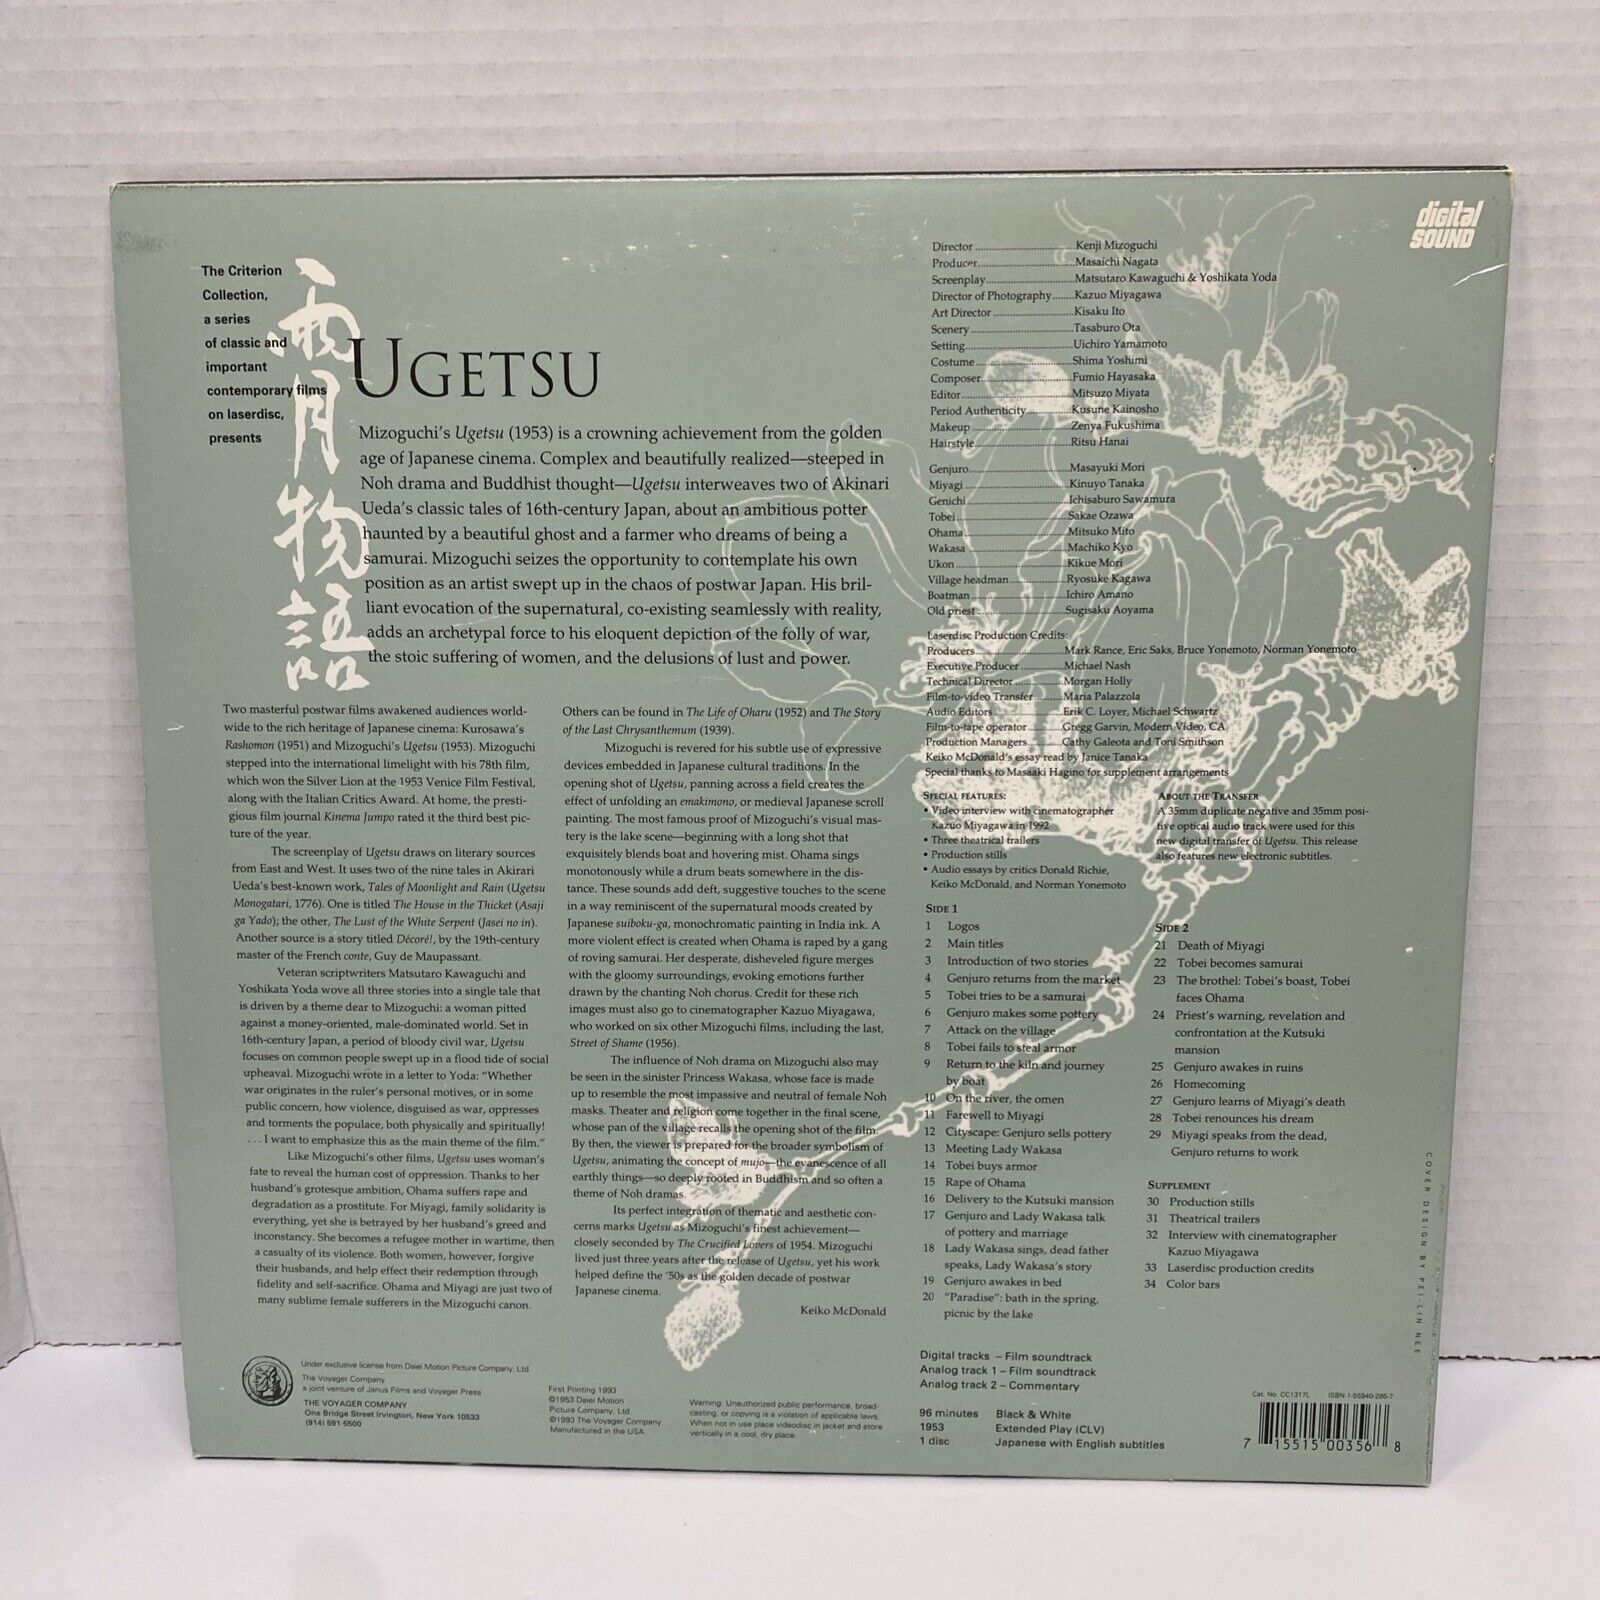 digital
SOUND
The Criterion
Collection,
a series
of classic and
important
contemporary films
on laserdisc,
presents
雨月物語
UGETSU
Mizoguchi's Ugetsu (1953) is a crowning achievement from the golden
age of Japanese cinema. Complex and beautifully realized—steeped in
Noh drama and Buddhist thought—Ugetsu interweaves two of Akinari
Ueda's classic tales of 16th-century Japan, about an ambitious potter
haunted by a beautiful ghost and a farmer who dreams of being a
samurai. Mizoguchi seizes the opportunity to contemplate his own
position as an artist swept up in the chaos of postwar Japan. His bril-
liant evocation of the supernatural, co-existing seamlessly with reality,
adds an archetypal force to his eloquent depiction of the folly of war,
the stoic suffering of women, and the delusions of lust and power.
Two masterful postwar films awakened audiences world-
wide to the rich heritage of Japanese cinema: Kurosawa's
Rashomon (1951) and Mizoguchi's Ugetsu (1953). Mizoguchi
stepped into the international limelight with his 78th film,
which won the Silver Lion at the 1953 Venice Film Festival,
along with the Italian Critics Award. At home, the presti-
gious film journal Kinema Jumpo rated it the third best pic-
ture of the year.
The screenplay of Ugetsu draws on literary sources
from East and West. It uses two of the nine tales in Akirari
Ueda's best-known work, Tales of Moonlight and Rain (Ugetsu
Monogatari, 1776). One is titled The House in the Thicket (Asaji
ga Yado); the other, The Lust of the White Serpent (Jasei no in).
Another source is a story titled Décoré!, by the 19th-century
master of the French conte, Guy de Maupassant.
Veteran scriptwriters Matsutaro Kawaguchi and
Yoshikata Yoda wove all three stories into a single tale that
is driven by a theme dear to Mizoguchi: a woman pitted
against a money-oriented, male-dominated world. Set in
16th-century Japan, a period of bloody civil war, Ugetsu
focuses on common people swept up in a flood tide of social
upheaval. Mizoguchi wrote in a letter to Yoda: "Whether
war originates in the ruler's personal motives, or in some
public concern, how violence, disguised as war, oppresses
and torments the populace, both physically and spiritually!
. . . I want to emphasize this as the main theme of the film."
Like Mizoguchi's other films, Ugetsu uses woman's
fate to reveal the human cost of oppression. Thanks to her
husband's grotesque ambition, Ohama suffers rape and
degradation as a prostitute. For Miyagi, family solidarity is
everything, yet she is betrayed by her husband's greed and
inconstancy. She becomes a refugee mother in wartime, then
a casualty of its violence. Both women, however, forgive
their husbands, and help effect their redemption through
fidelity and self-sacrifice. Ohama and Miyagi are just two of
many sublime female sufferers in the Mizoguchi canon.
Others can be found in The Life of Oharu (1952) and The Story
of the Last Chrysanthemum (1939).
Mizoguchi is revered for his subtle use of expressive
devices embedded in Japanese cultural traditions. In the
opening shot of Ugetsu, panning across a field creates the
effect of unfolding an emakimono, or medieval Japanese scroll
painting. The most famous proof of Mizoguchi's visual mas-
tery is the lake scene—beginning with a long shot that
exquisitely blends boat and hovering mist. Ohama sings
monotonously while a drum beats somewhere in the dis-
tance. These sounds add deft, suggestive touches to the scene
in a way reminiscent of the supernatural moods created by
Japanese suiboku-ga, monochromatic painting in India ink. A
more violent effect is created when Ohama is raped by a gang
of roving samurai. Her desperate, disheveled figure merges
with the gloomy surroundings, evoking emotions further
drawn by the chanting Noh chorus. Credit for these rich
images must also go to cinematographer Kazuo Miyagawa,
who worked on six other Mizoguchi films, including the last,
Street of Shame (1956).
The influence of Noh drama on Mizoguchi also may
be seen in the sinister Princess Wakasa, whose face is made
up to resemble the most impassive and neutral of female Noh
masks. Theater and religion come together in the final scene,
whose pan of the village recalls the opening shot of the film.
By then, the viewer is prepared for the broader symbolism of
Ugetsu, animating the concept of mujo—the evanescence of all
earthly things—so deeply rooted in Buddhism and so often a
theme of Noh dramas.
Its perfect integration of thematic and aesthetic con-
cerns marks Ugetsu as Mizoguchi's finest achievement—
closely seconded by The Crucified Lovers of 1954. Mizoguchi
lived just three years after the release of Ugetsu, yet his work
helped define the '50s as the golden decade of postwar
Japanese cinema.
Keiko McDonald
Director ........ Kenji Mizoguchi
Producer ........ Masaichi Nagata
Screenplay ........ Matsutaro Kawaguchi & Yoshikata Yoda
Director of Photography ........ Kazuo Miyagawa
Art Director ........ Kisaku Ito
Scenery ........ Tasaburo Ota
Setting ........ Uichiro Yamamoto
Costume ........ Shima Yoshimi
Composer ........ Fumio Hayasaka
Editor ........ Mitsuzo Miyata
Period Authenticity ........ Kusune Kainosho
Makeup ........ Zenya Fukushima
Hairstyle ........ Ritsu Hanai
Genjuro ........ Masayuki Mori
Miyagi ........ Kinuyo Tanaka
Genichi ........ Ichisaburo Sawamura
Tobei ........ Sakae Ozawa
Ohama ........ Mitsuko Mito
Wakasa ........ Machiko Kyo
Ukon ........ Kikue Mori
Village headman ........ Ryosuke Kagawa
Boatman ........ Ichiro Amano
Old priest ........ Sugisaku Aoyama
Laserdisc Production Credits:
Producers ........ Mark Rance, Eric Saks, Bruce Yonemoto, Norman Yonemoto
Executive Producer ........ Michael Nash
Technical Director ........ Morgan Holly
Film-to-video Transfer ........ Maria Palazzola
Audio Editors ........ Erik C. Loyer, Michael Schwartz
Film-to-tape operator ........ Gregg Garvin, Modern Video, CA
Production Managers ........ Cathy Galeota and Toni Smithson
Keiko McDonald's essay read by Janice Tanaka
Special thanks to Masaaki Hagino for supplement arrangements
SPECIAL FEATURES:
• Video interview with cinematographer
Kazuo Miyagawa in 1992
• Three theatrical trailers
• Production stills
• Audio essays by critics Donald Richie,
Keiko McDonald, and Norman Yonemoto
ABOUT THE TRANSFER
A 35mm duplicate negative and 35mm posi-
tive optical audio track were used for this
new digital transfer of Ugetsu. This release
also features new electronic subtitles.
SIDE 1
1 Logos
2 Main titles
3 Introduction of two stories
4 Genjuro returns from the market
5 Tobei tries to be a samurai
6 Genjuro makes some pottery
7 Attack on the village
8 Tobei fails to steal armor
9 Return to the kiln and journey
by boat
10 On the river, the omen
11 Farewell to Miyagi
12 Cityscape: Genjuro sells pottery
13 Meeting Lady Wakasa
14 Tobei buys armor
15 Rape of Ohama
16 Delivery to the Kutsuki mansion
17 Genjuro and Lady Wakasa talk
of pottery and marriage
18 Lady Wakasa sings, dead father
speaks, Lady Wakasa's story
19 Genjuro awakes in bed
20 "Paradise": bath in the spring,
picnic by the lake
SIDE 2
21 Death of Miyagi
22 Tobei becomes samurai
23 The brothel: Tobei's boast, Tobei
faces Ohama
24 Priest's warning, revelation and
confrontation at the Kutsuki
mansion
25 Genjuro awakes in ruins
26 Homecoming
27 Genjuro learns of Miyagi's death
28 Tobei renounces his dream
29 Miyagi speaks from the dead,
Genjuro returns to work
SUPPLEMENT
30 Production stills
31 Theatrical trailers
32 Interview with cinematographer
Kazuo Miyagawa
33 Laserdisc production credits
34 Color bars
COVER DESIGN BY PEI-LIN NEE
Digital tracks – Film soundtrack
Analog track 1 – Film soundtrack
Analog track 2 – Commentary
96 minutes Black & White
1953 Extended Play (CLV)
1 disc Japanese with English subtitles
Cat. No. CC1317L ISBN 1-55940-285-7
7 15515 00356 8
Under exclusive license from Daiei Motion Picture Company, Ltd.
The Voyager Company
a joint venture of Janus Films and Voyager Press
THE VOYAGER COMPANY
One Bridge Street Irvington, New York 10533
(914) 591-5500
First Printing 1993
©1953 Daiei Motion
Picture Company, Ltd.
©1993 The Voyager Company
Manufactured in the USA
Warning: Unauthorized public performance, broad-
casting, or copying is a violation of applicable laws.
When not in use place videodisc in jacket and store
vertically in a cool, dry place.